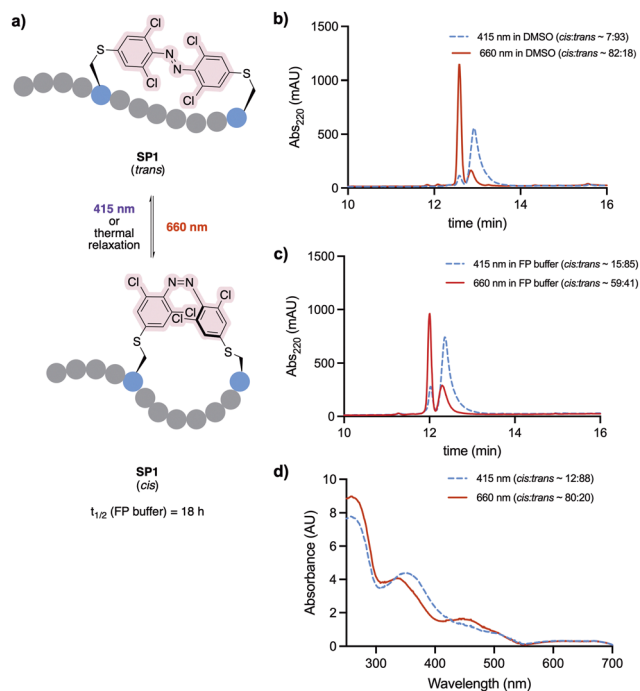 a)
Cl
Cl
S
N
N
S
Cl
Cl
SP1
(trans)
415 nm
or
thermal
relaxation
660 nm
Cl
N=N
Cl
Cl
Cl
S
S
SP1
(cis)
t1/2 (FP buffer) = 18 h
b)
415 nm in DMSO (cis:trans ~ 7:93)
660 nm in DMSO (cis:trans ~ 82:18)
Abs220 (mAU)
1500
1000
500
0
10 12 14 16
time (min)
c)
415 nm in FP buffer (cis:trans ~ 15:85)
660 nm in FP buffer (cis:trans ~ 59:41)
Abs220 (mAU)
1500
1000
500
0
10 12 14 16
time (min)
d)
415 nm (cis:trans ~ 12:88)
660 nm (cis:trans ~ 80:20)
Absorbance (AU)
10
8
6
4
2
0
300 400 500 600 700
Wavelength (nm)